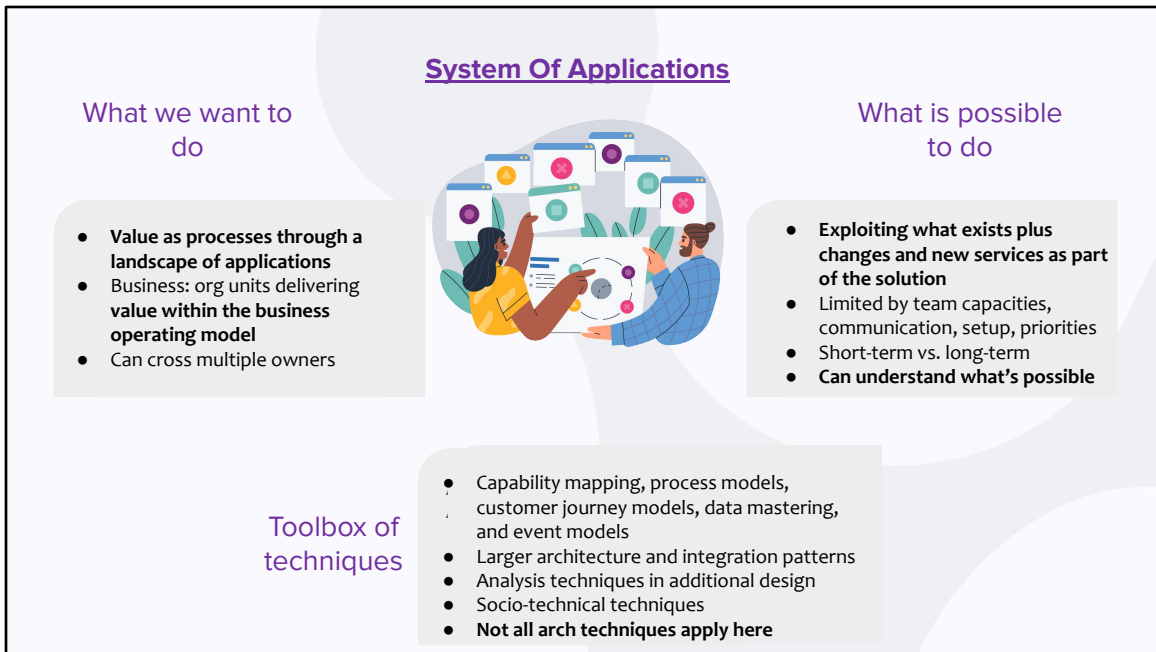 System Of Applications
What we want to
do
● Value as processes through a
landscape of applications
● Business: org units delivering
value within the business
operating model
● Can cross multiple owners
What is possible
to do
● Exploiting what exists plus
changes and new services as part
of the solution
● Limited by team capacities,
communication, setup, priorities
● Short-term vs. long-term
● Can understand what’s possible
Toolbox of
techniques
● Capability mapping, process models,
customer journey models, data mastering,
and event models
● Larger architecture and integration patterns
● Analysis techniques in additional design
● Socio-technical techniques
● Not all arch techniques apply here